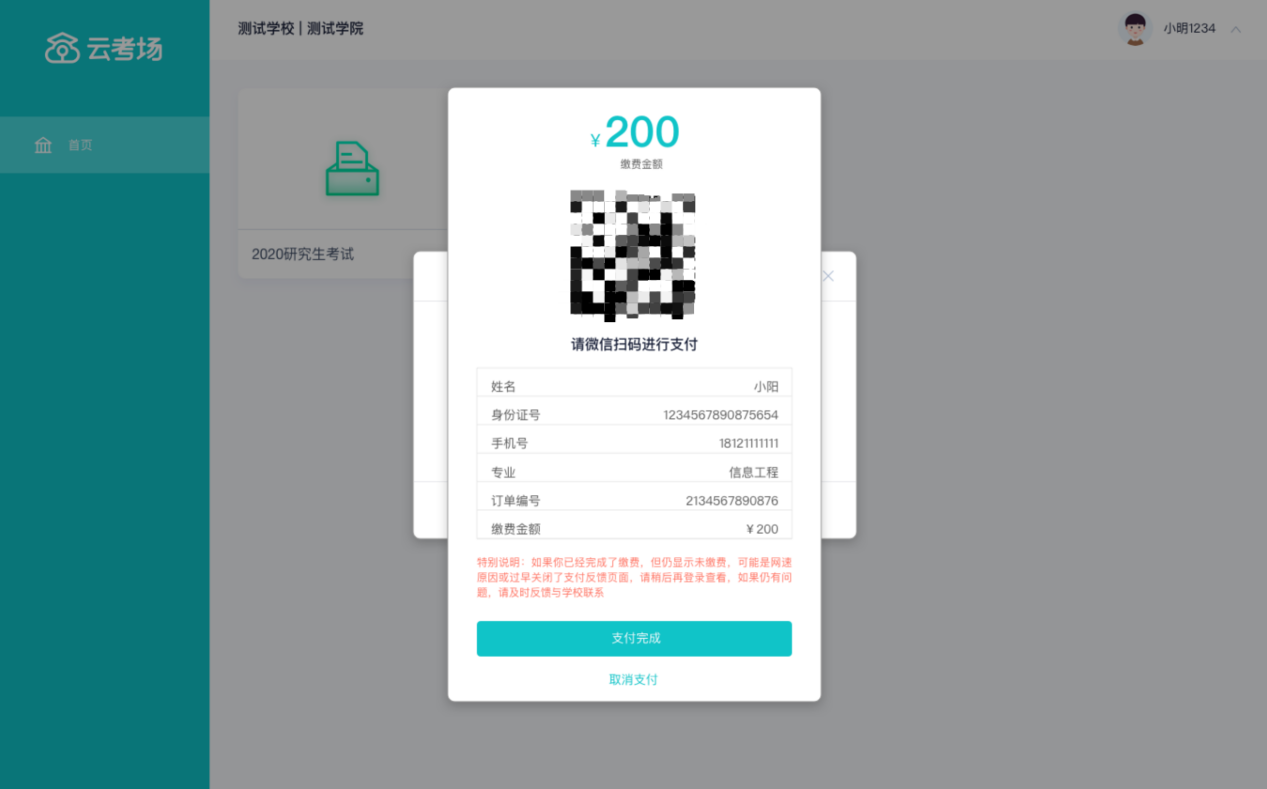 云考场
测试学校 | 测试学院
小明1234
首页
2020研究生考试
¥200
缴费金额
请微信扫码进行支付
姓名 小阳
身份证号 1234567890875654
手机号 18121111111
专业 信息工程
订单编号 2134567890876
缴费金额 ¥200
特别说明：如果你已经完成了缴费，但仍显示未缴费，可能是网速
原因或过早关闭了支付反馈页面，请稍后再登录查看，如果仍有问
题，请及时反馈与学校联系
支付完成
取消支付